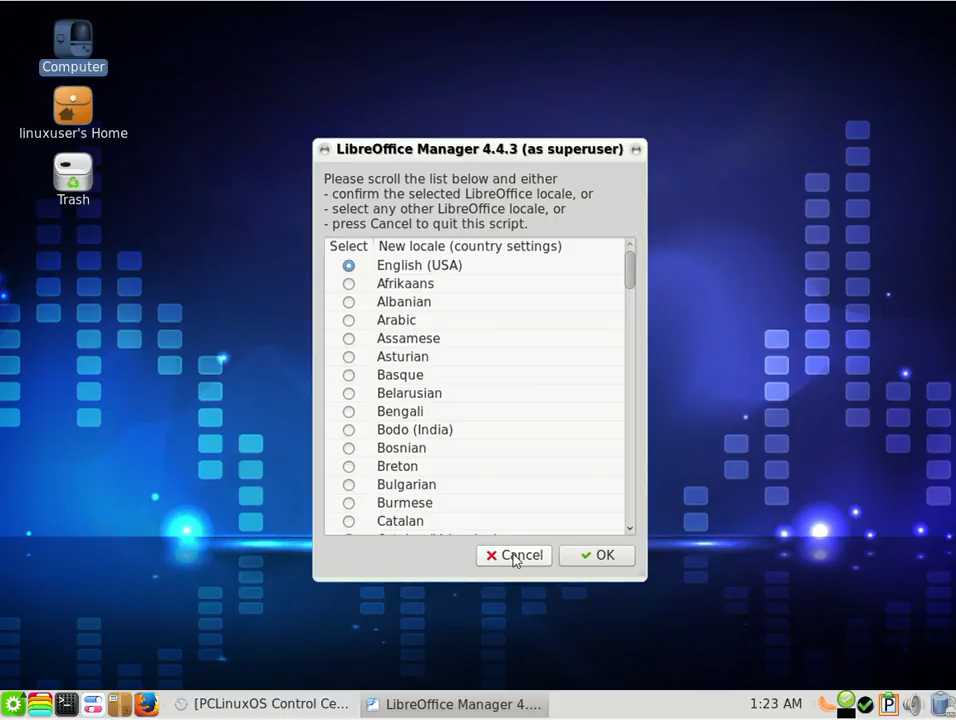 Computer
linuxuser's Home
Trash
LibreOffice Manager 4.4.3 (as superuser)
Please scroll the list below and either
- confirm the selected LibreOffice locale, or
- select any other LibreOffice locale, or
- press Cancel to quit this script.
Select New locale (country settings)
English (USA)
Afrikaans
Albanian
Arabic
Assamese
Asturian
Basque
Belarusian
Bengali
Bodo (India)
Bosnian
Breton
Bulgarian
Burmese
Catalan
Cancel OK
[PCLinuxOS Control Ce... LibreOffice Manager 4.... 1:23 AM